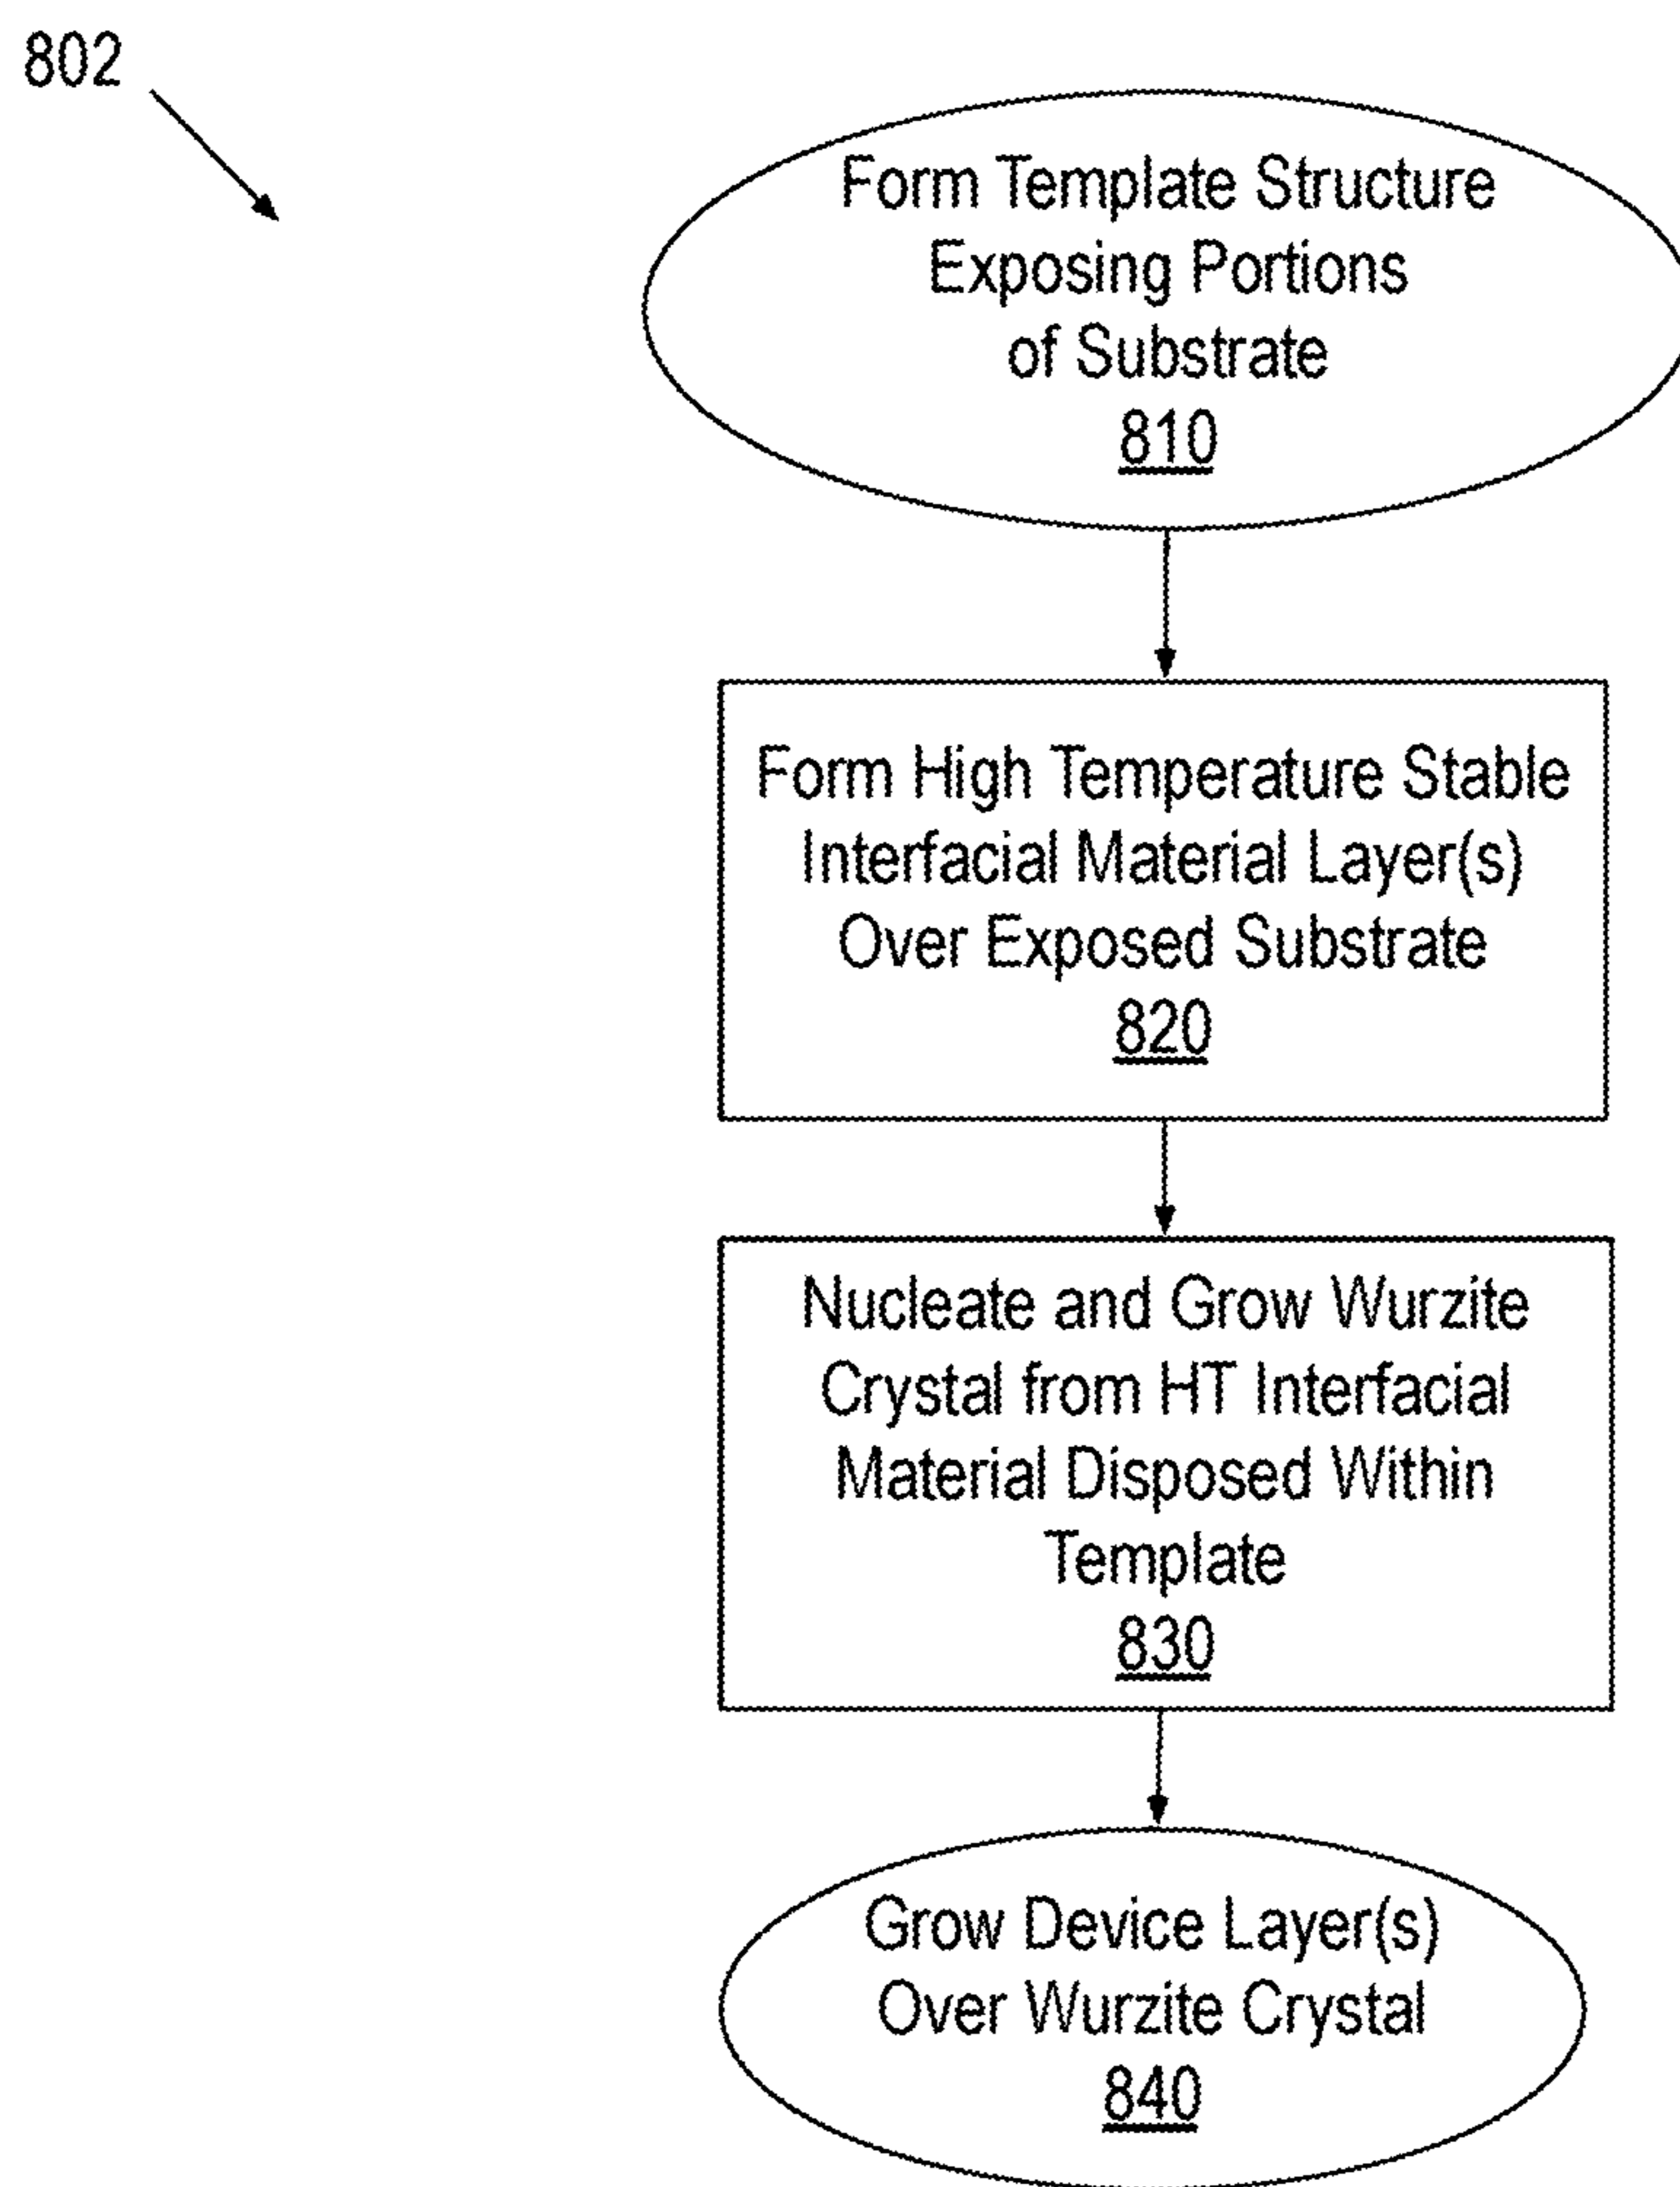 802
Form Template Structure
Exposing Portions
of Substrate
810
Form High Temperature Stable
Interfacial Material Layer(s)
Over Exposed Substrate
820
Nucleate and Grow Wurzite
Crystal from HT Interfacial
Material Disposed Within
Template
830
Grow Device Layer(s)
Over Wurzite Crystal
840